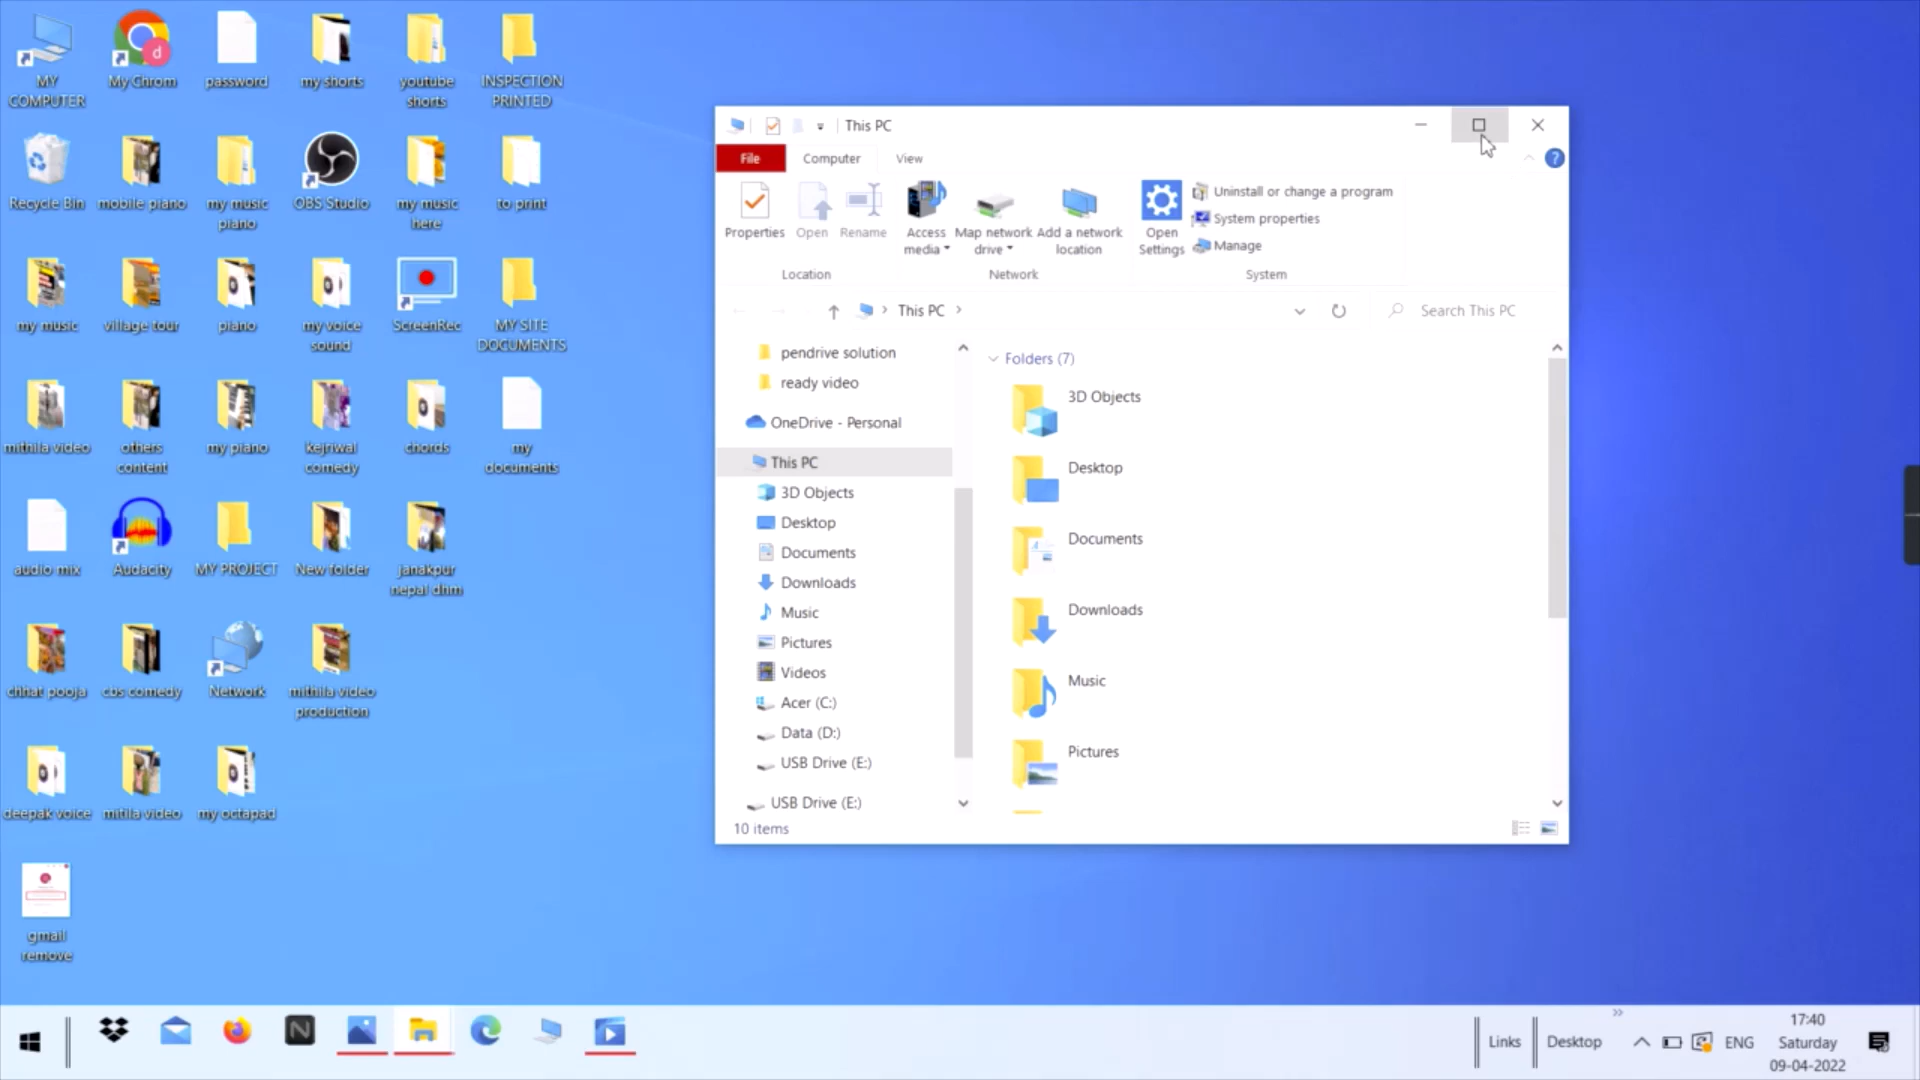 MY
COMPUTER
My Chrom
password
my shorts
youtube
shorts
INSPECTION
PRINTED
Recycle Bin
mobile piano
my music
piano
OBS Studio
my music
here
to print
my music
village tour
piano
my voice
sound
ScreenRec
MY SITE
DOCUMENTS
mithila video
others
content
my piano
kejriwal
comedy
chords
my
documents
audio mix
Audacity
MY PROJECT
New folder
janakpur
nepal dhm
chhat pooja
cbs comedy
Network
mithila video
production
deepak voice
mitila video
my octapad
gmail
remove
This PC
File
Computer
View
Properties
Open
Rename
Access
media
Map network
drive
Add a network
location
Open
Settings
Uninstall or change a program
System properties
Manage
Location
Network
System
This PC
Search This PC
pendrive solution
ready video
OneDrive - Personal
This PC
3D Objects
Desktop
Documents
Downloads
Music
Pictures
Videos
Acer (C:)
Data (D:)
USB Drive (E:)
USB Drive (E:)
Folders (7)
3D Objects
Desktop
Documents
Downloads
Music
Pictures
10 items
Links
Desktop
ENG
17:40
Saturday
09-04-2022